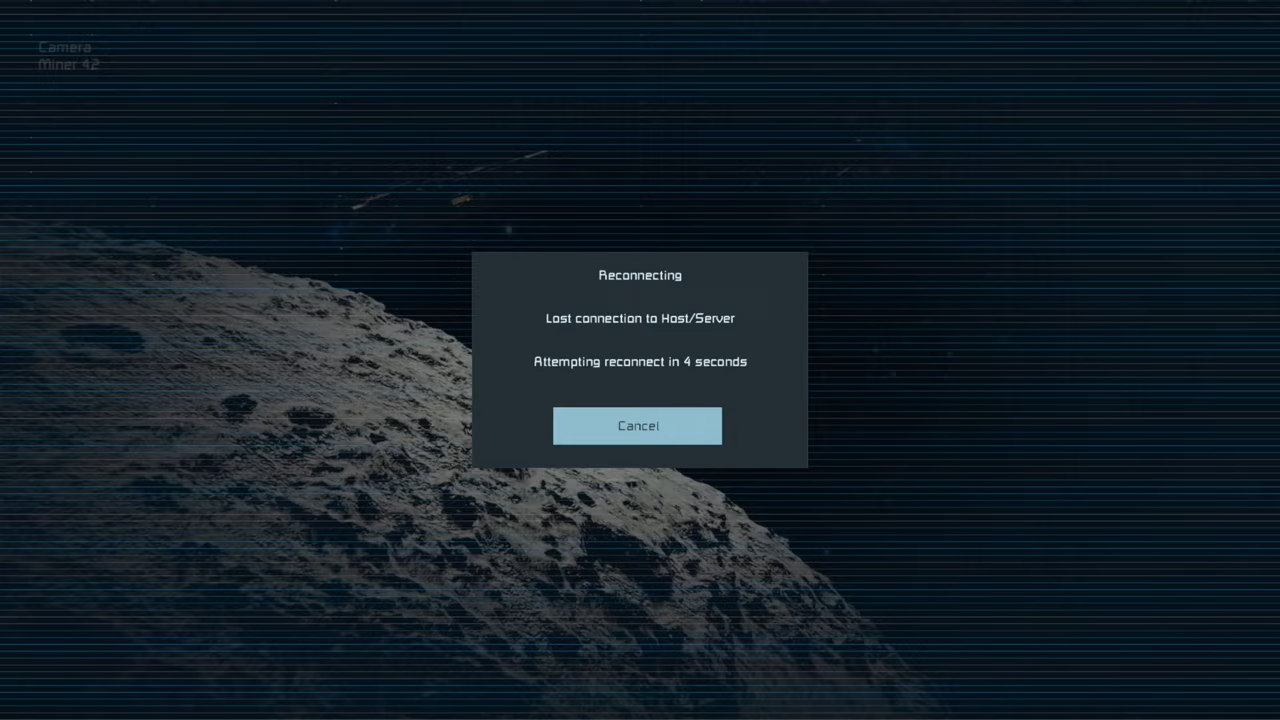 Camera
Miner 42
Reconnecting
Lost connection to Host/Server
Attempting reconnect in 4 seconds
Cancel